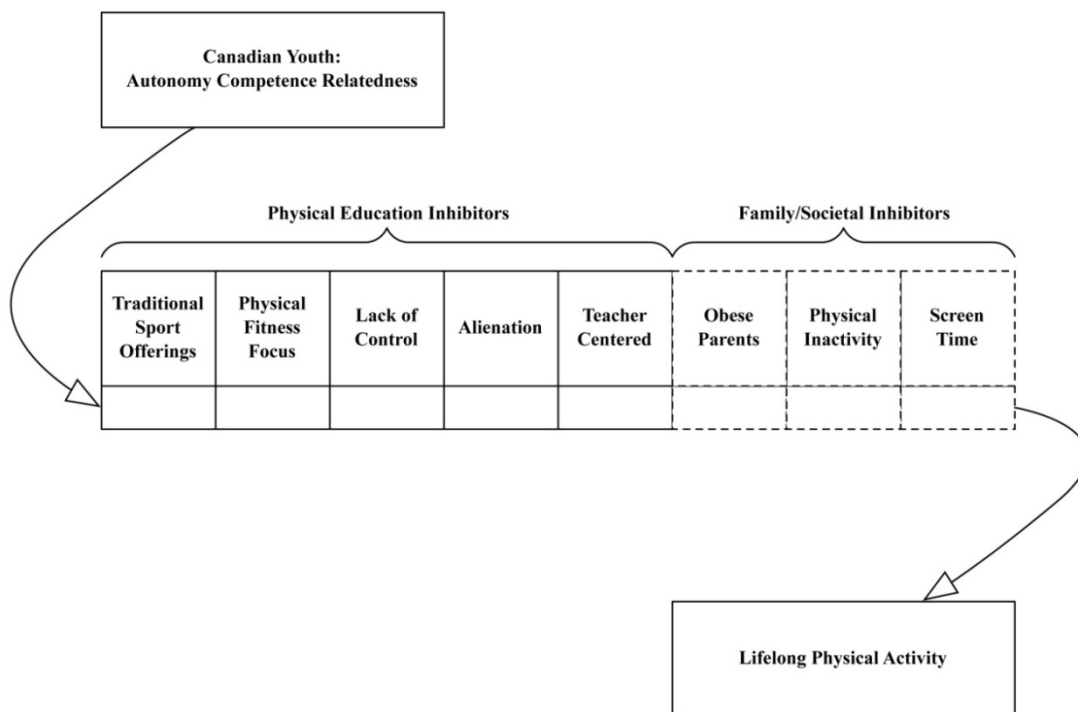 Canadian Youth:
Autonomy Competence Relatedness
Physical Education Inhibitors
Family/Societal Inhibitors
Traditional
Sport
Offerings
Physical
Fitness
Focus
Lack of
Control
Alienation
Teacher
Centered
Obese
Parents
Physical
Inactivity
Screen
Time
Lifelong Physical Activity